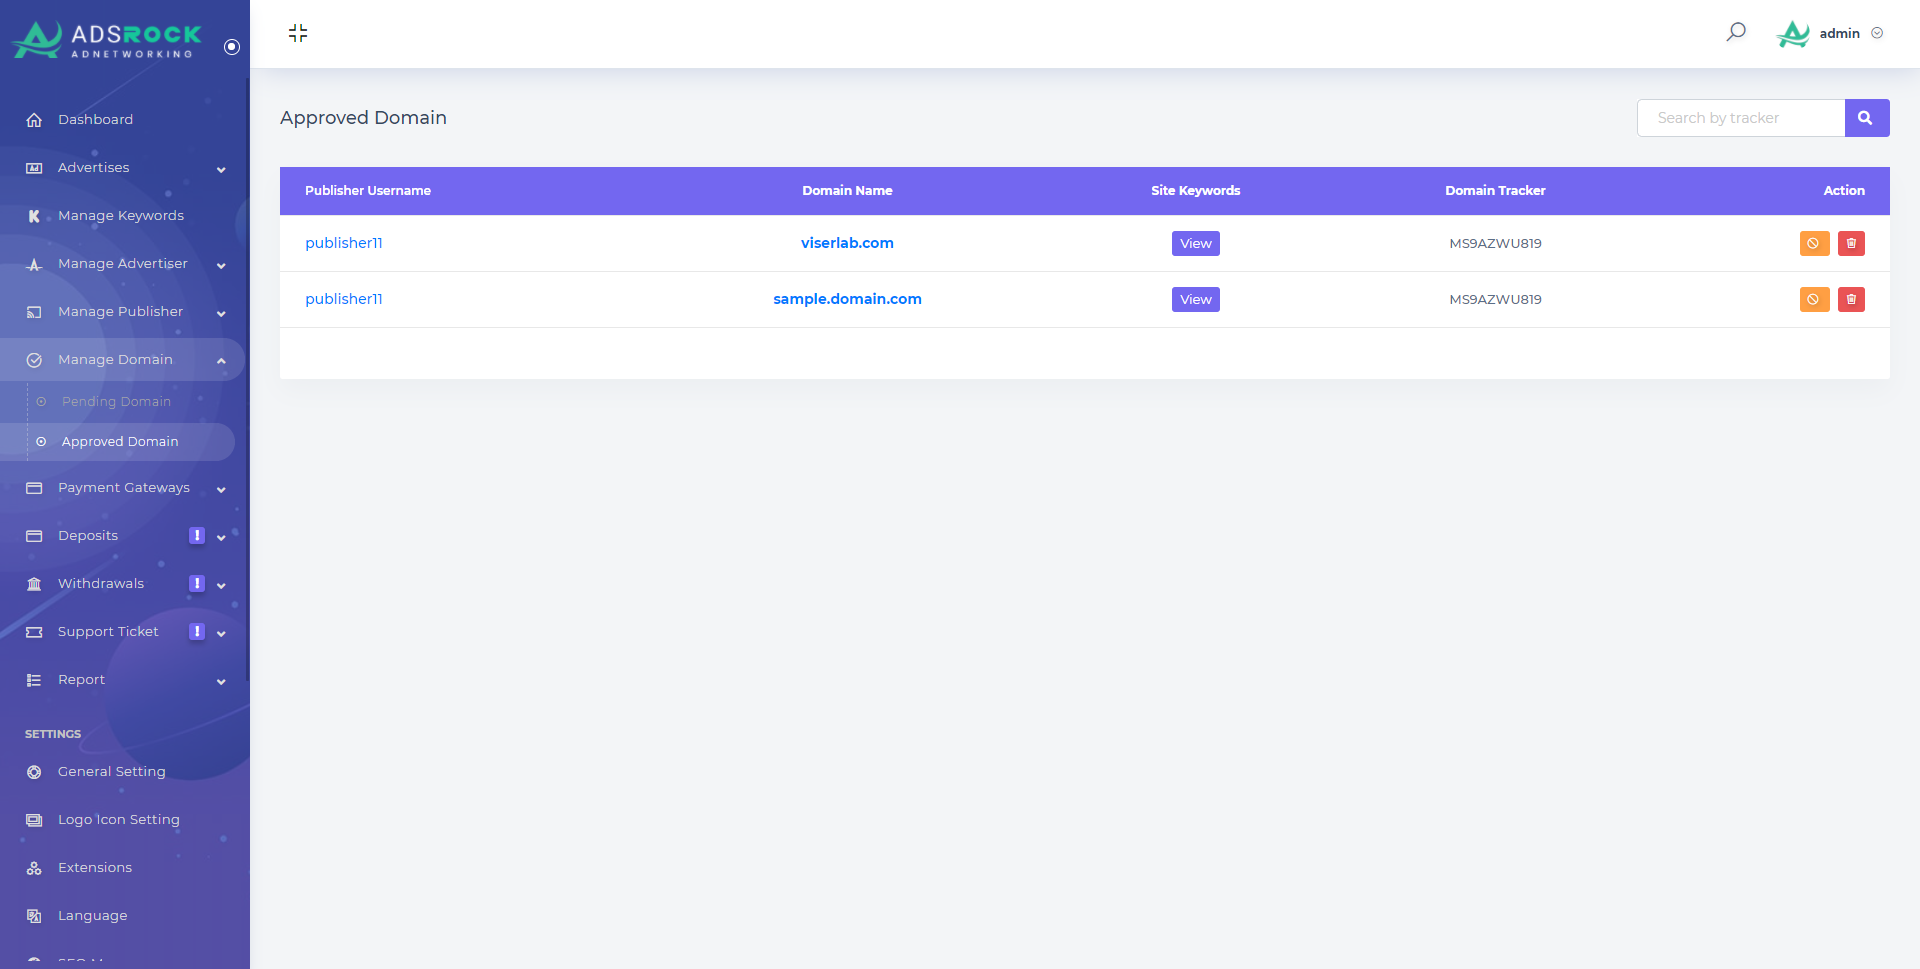 ADSROCK
ADNETWORKING
admin
Dashboard
Advertises
Manage Keywords
Manage Advertiser
Manage Publisher
Manage Domain
Pending Domain
Approved Domain
Payment Gateways
Deposits !
Withdrawals !
Support Ticket !
Report
SETTINGS
General Setting
Logo Icon Setting
Extensions
Language
Approved Domain
Search by tracker
Publisher Username Domain Name Site Keywords Domain Tracker Action
publisher11 viserlab.com View MS9AZWU819
publisher11 sample.domain.com View MS9AZWU819